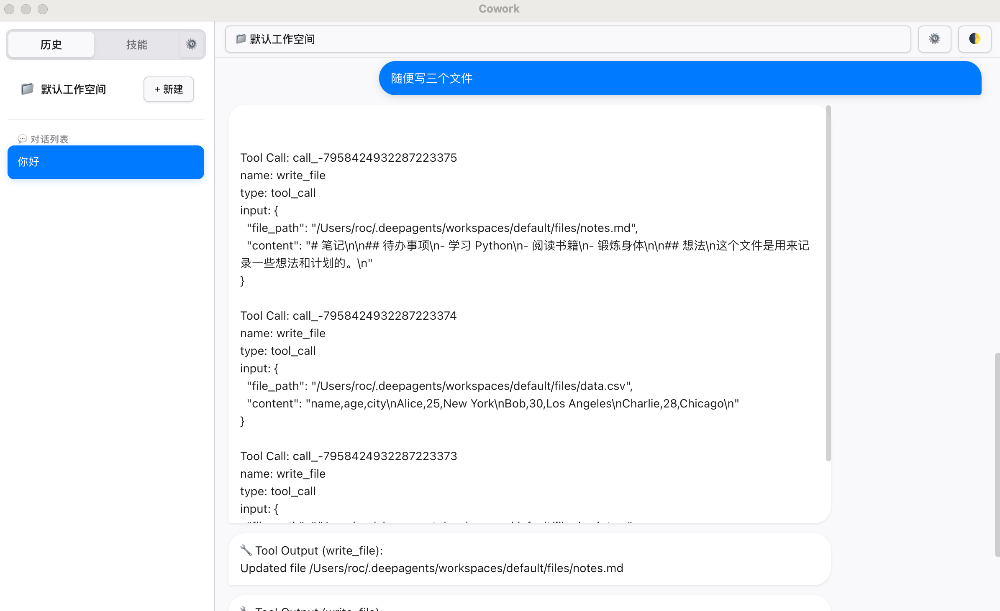 Cowork
历史
技能
默认工作空间
+ 新建
对话列表
你好
默认工作空间
随便写三个文件
Tool Call: call_-7958424932287223375
name: write_file
type: tool_call
input: {
"file_path": "/Users/roc/.deepagents/workspaces/default/files/notes.md",
"content": "# 笔记\n\n## 待办事项\n- 学习 Python\n- 阅读书籍\n- 锻炼身体\n\n## 想法\n这个文件是用来记
录一些想法和计划的。\n"
}
Tool Call: call_-7958424932287223374
name: write_file
type: tool_call
input: {
"file_path": "/Users/roc/.deepagents/workspaces/default/files/data.csv",
"content": "name,age,city\nAlice,25,New York\nBob,30,Los Angeles\nCharlie,28,Chicago\n"
}
Tool Call: call_-7958424932287223373
name: write_file
type: tool_call
input: {
Tool Output (write_file):
Updated file /Users/roc/.deepagents/workspaces/default/files/notes.md
Tool Output (write_file):